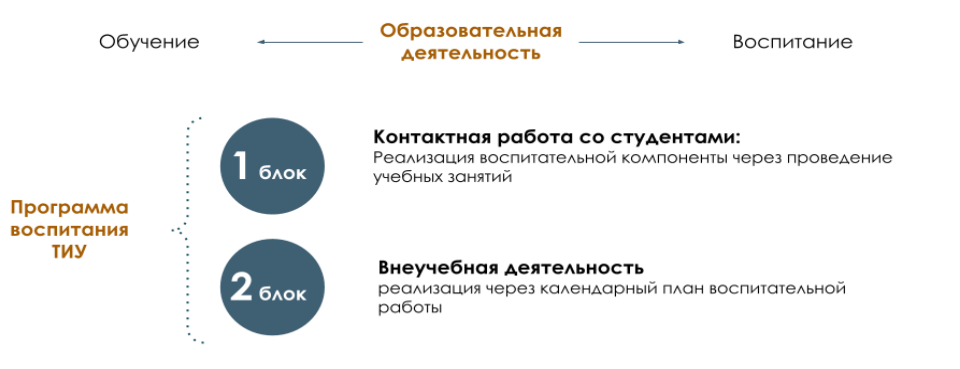 Обучение
Образовательная
деятельность
Воспитание
Программа
воспитания
ТИУ
1 блок
Контактная работа со студентами:
Реализация воспитательной компоненты через проведение
учебных занятий
2 блок
Внеучебная деятельность
реализация через календарный план воспитательной
работы